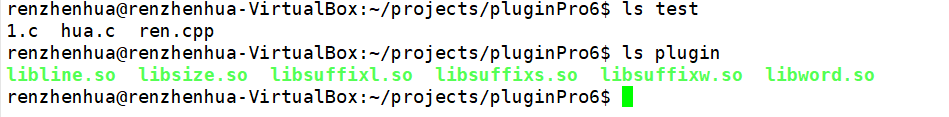 renzhenhua@renzhenhua-VirtualBox:~/projects/pluginPro6$ ls test
1.c  hua.c  ren.cpp
renzhenhua@renzhenhua-VirtualBox:~/projects/pluginPro6$ ls plugin
libline.so  libsize.so  libsuffixl.so  libsuffixs.so  libsuffixw.so  libword.so
renzhenhua@renzhenhua-VirtualBox:~/projects/pluginPro6$